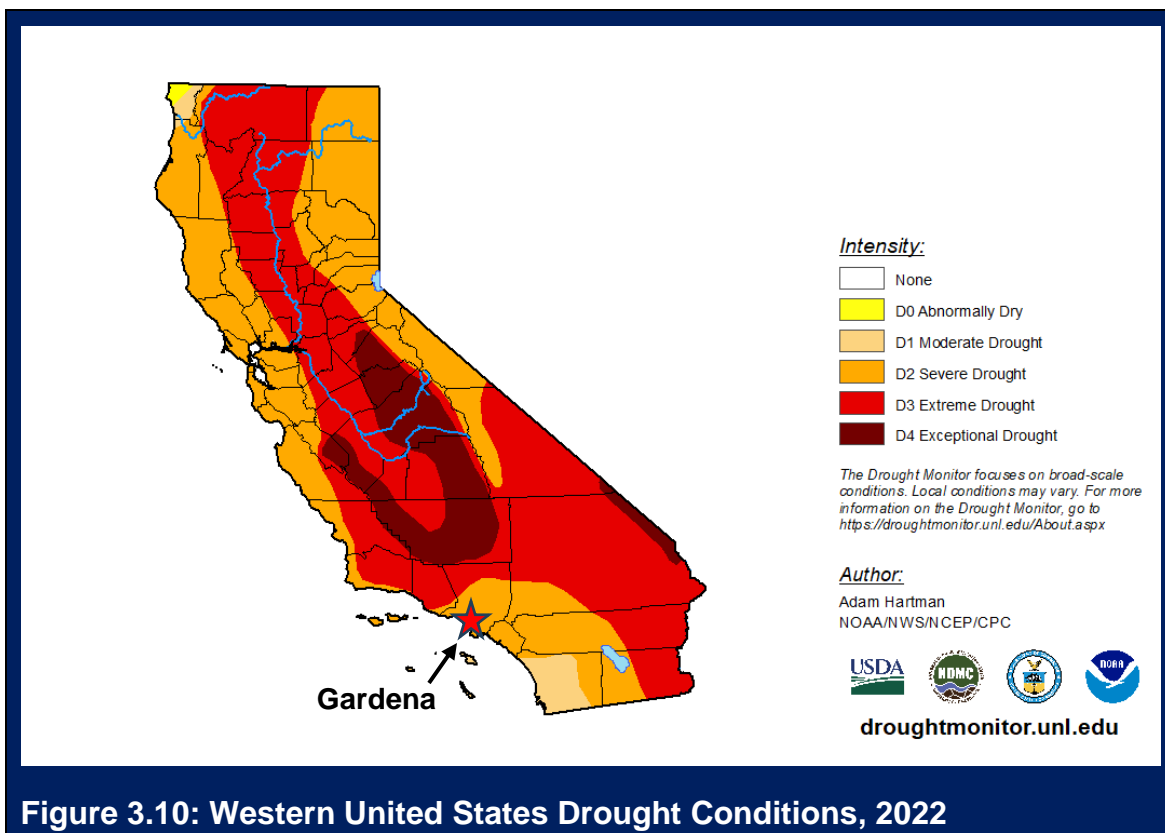 Intensity:
None
D0 Abnormally Dry
D1 Moderate Drought
D2 Severe Drought
D3 Extreme Drought
D4 Exceptional Drought
The Drought Monitor focuses on broad-scale
conditions. Local conditions may vary. For more
information on the Drought Monitor, go to
https://droughtmonitor.unl.edu/About.aspx
Author:
Adam Hartman
NOAA/NWS/NCEP/CPC
USDA
NDMC
NOAA
droughtmonitor.unl.edu
Gardena
Figure 3.10: Western United States Drought Conditions, 2022